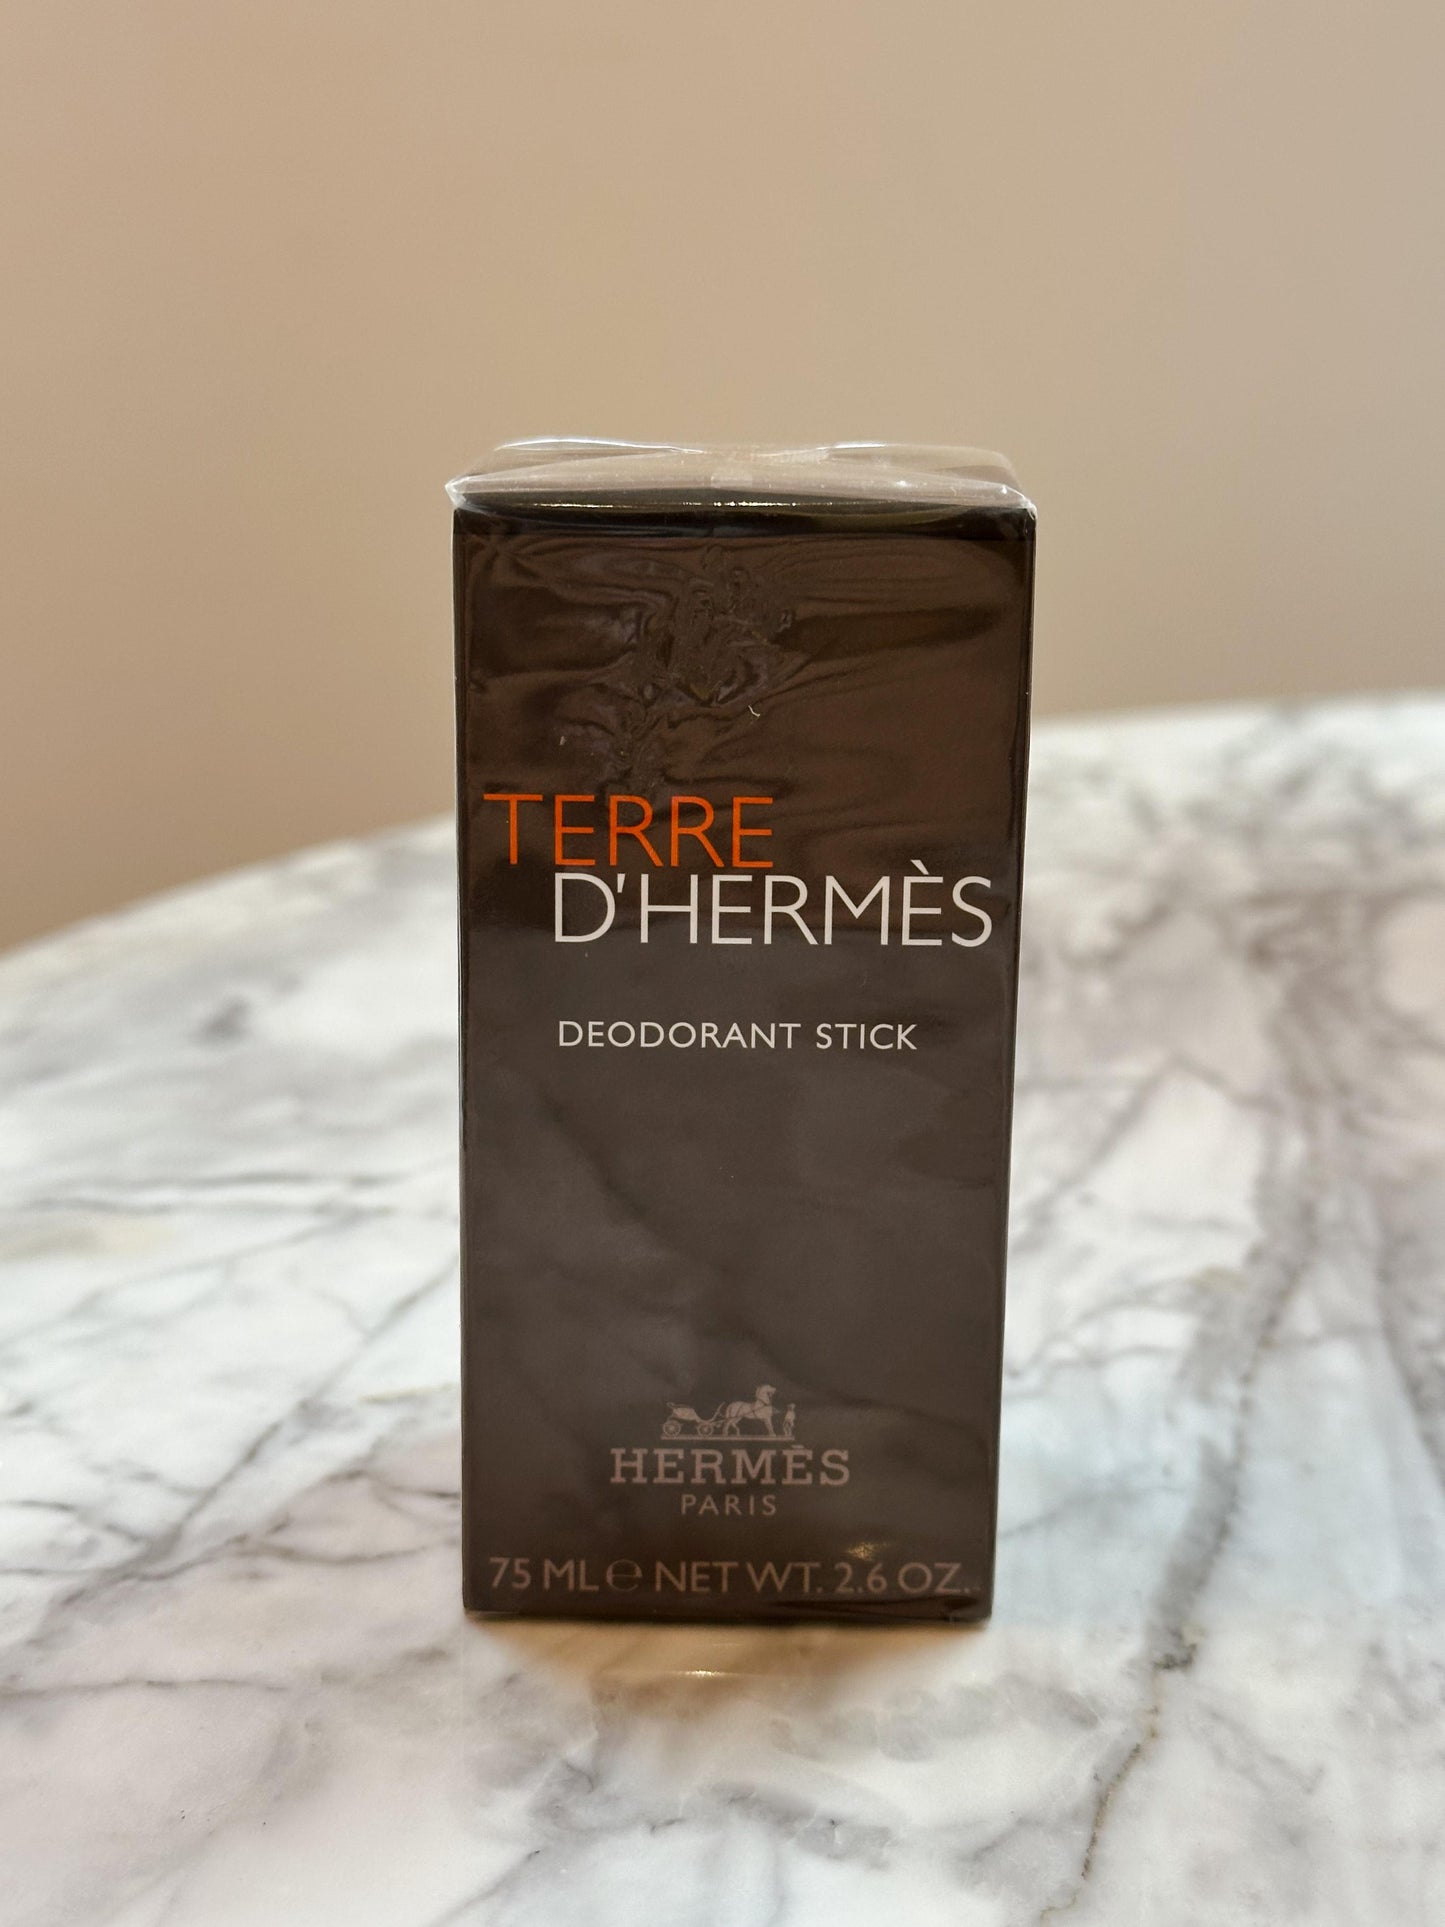 TERRE
D'HERMÈS
DEODORANT STICK
HERMÈS
PARIS
75 ML ℮ NET WT. 2.6 OZ.